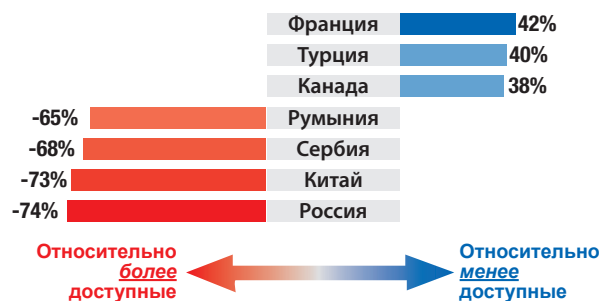 Франция 42%
Турция 40%
Канада 38%
-65% Румыния
-68% Сербия
-73% Китай
-74% Россия
Относительно
более
доступные
Относительно
менее
доступные